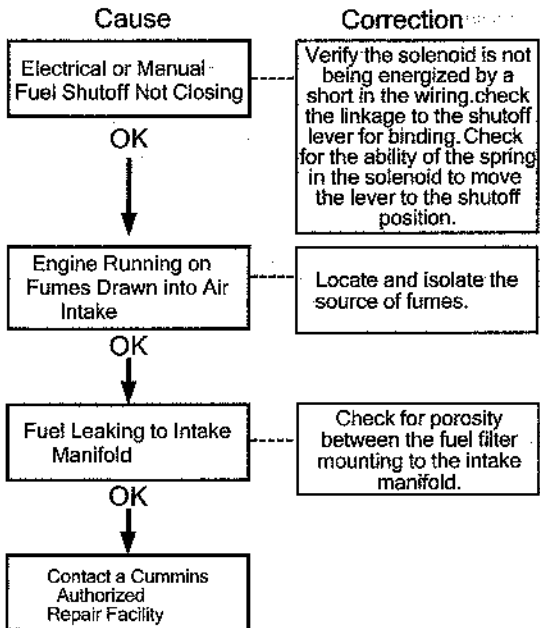 Cause
Correction
Electrical or Manual
Fuel Shutoff Not Closing
Verify the solenoid is not
being energized by a
short in the wiring.check
the linkage to the shutoff
lever for binding. Check
for the ability of the spring
in the solenoid to move
the lever to the shutoff
position.
OK
Engine Running on
Fumes Drawn into Air
Intake
Locate and isolate the
source of fumes.
OK
Fuel Leaking to Intake
Manifold
Check for porosity
between the fuel filter
mounting to the intake
manifold.
OK
Contact a Cummins
Authorized
Repair Facility